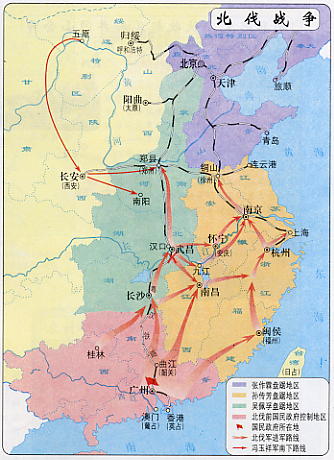 北伐战争
五原
归绥
(呼和浩特)
北京
天津
旅顺
阳曲
(太原)
青岛
长安
(西安)
郑县
(郑州)
铜山
(徐州)
连云港
南阳
南京
上海
汉口
武昌
怀宁
(安庆)
杭州
九江
长沙
南昌
闽侯
(福州)
桂林
曲江
(韶关)
广州
澳门
(葡占)
香港
(英占)
台湾
(日占)
张作霖盘踞地区
孙传芳盘踞地区
吴佩孚盘踞地区
北伐前国民政府控制地区
国民政府所在地
北伐军进军路线
冯玉祥军南下路线